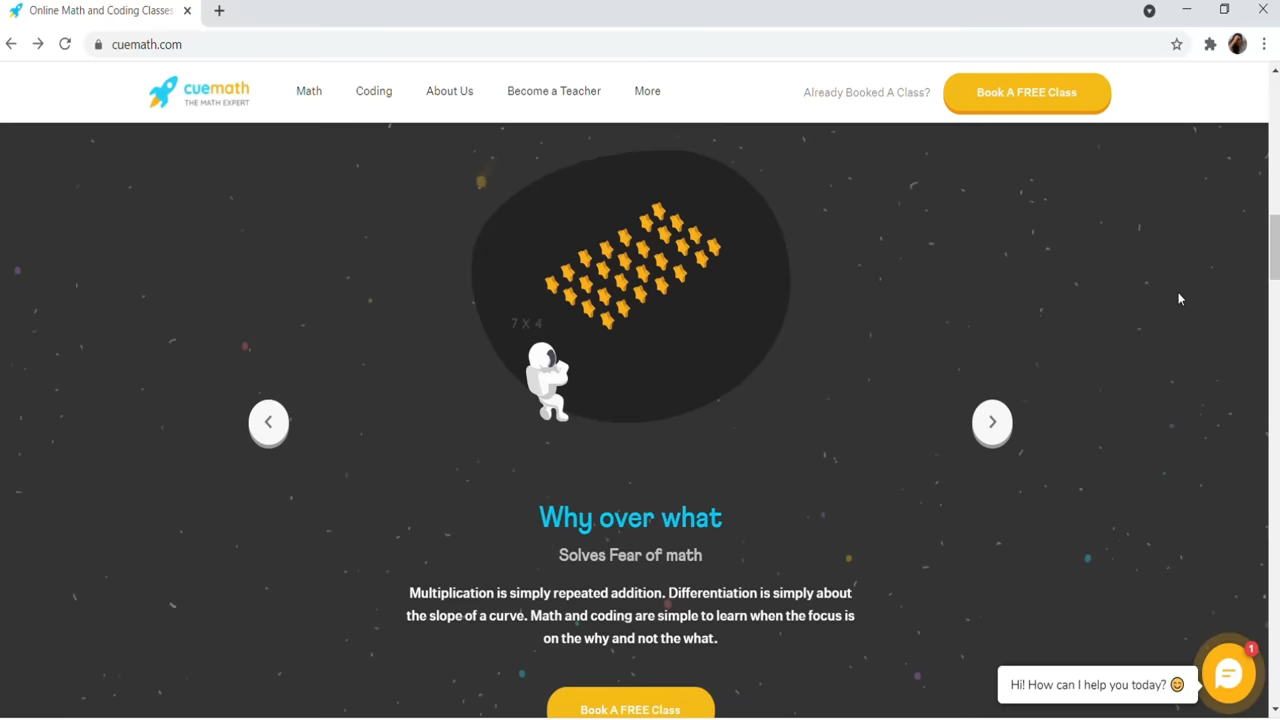 Online Math and Coding Classes
cuemath.com
cuemath
THE MATH EXPERT
Math
Coding
About Us
Become a Teacher
More
Already Booked A Class?
Book A FREE Class
7 X 4
Why over what
Solves Fear of math
Multiplication is simply repeated addition. Differentiation is simply about
the slope of a curve. Math and coding are simple to learn when the focus is
on the why and not the what.
1
Hi! How can I help you today? 😊
Book A FREE Class